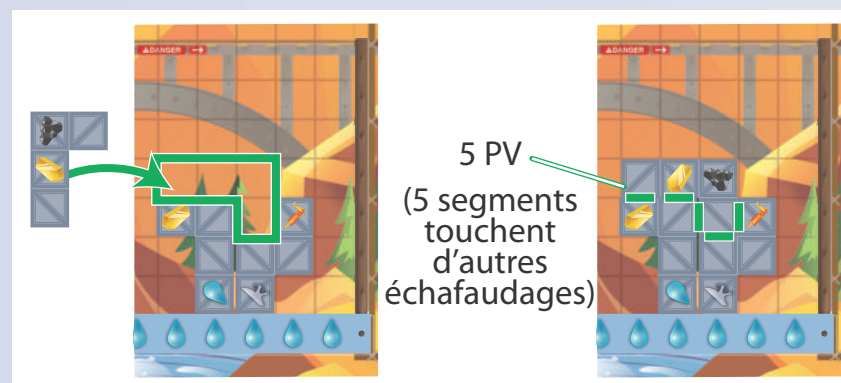 ⚠DANGER →
⚠DANGER →
5 PV
(5 segments
touchent
d'autres
échafaudages)